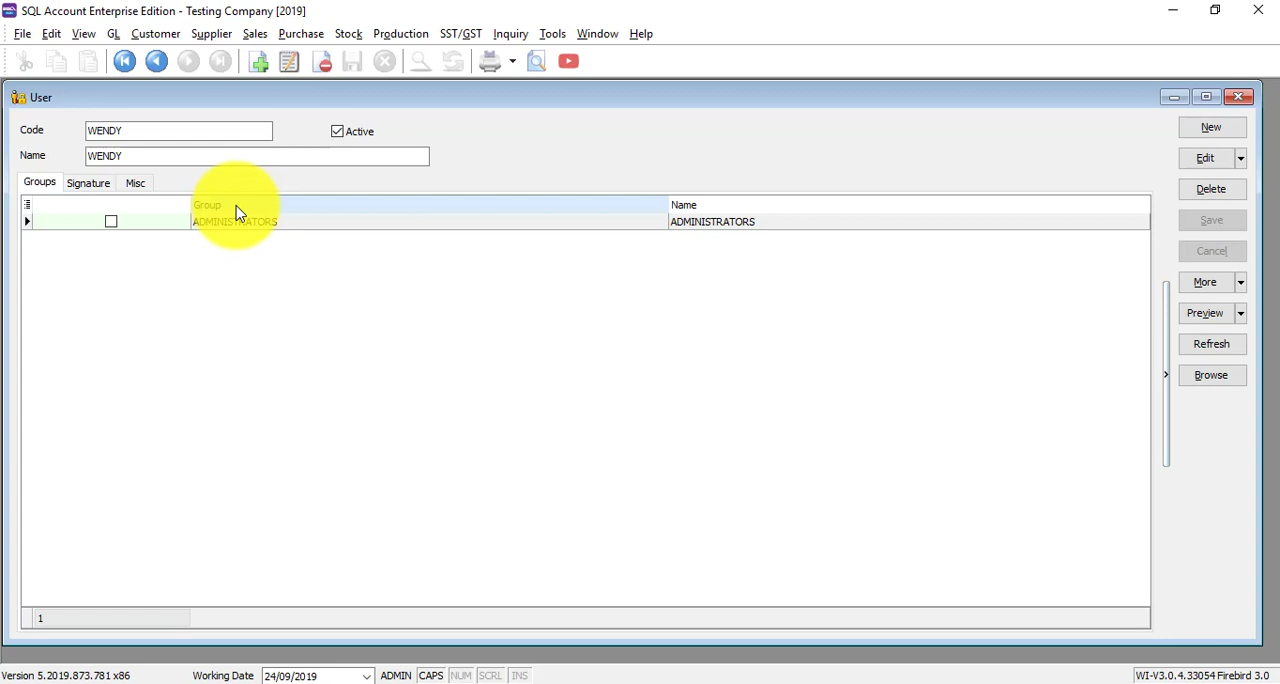 SQL Account Enterprise Edition - Testing Company [2019]
File Edit View GL Customer Supplier Sales Purchase Stock Production SST/GST Inquiry Tools Window Help
User
Code WENDY Active
Name WENDY
Groups Signature Misc
Group Name
ADMINISTRATORS ADMINISTRATORS
1
New
Edit
Delete
Save
Cancel
More
Preview
Refresh
Browse
Version 5.2019.873.781 x86 Working Date 24/09/2019 ADMIN CAPS NUM SCRL INS WI-V3.0.4.33054 Firebird 3.0